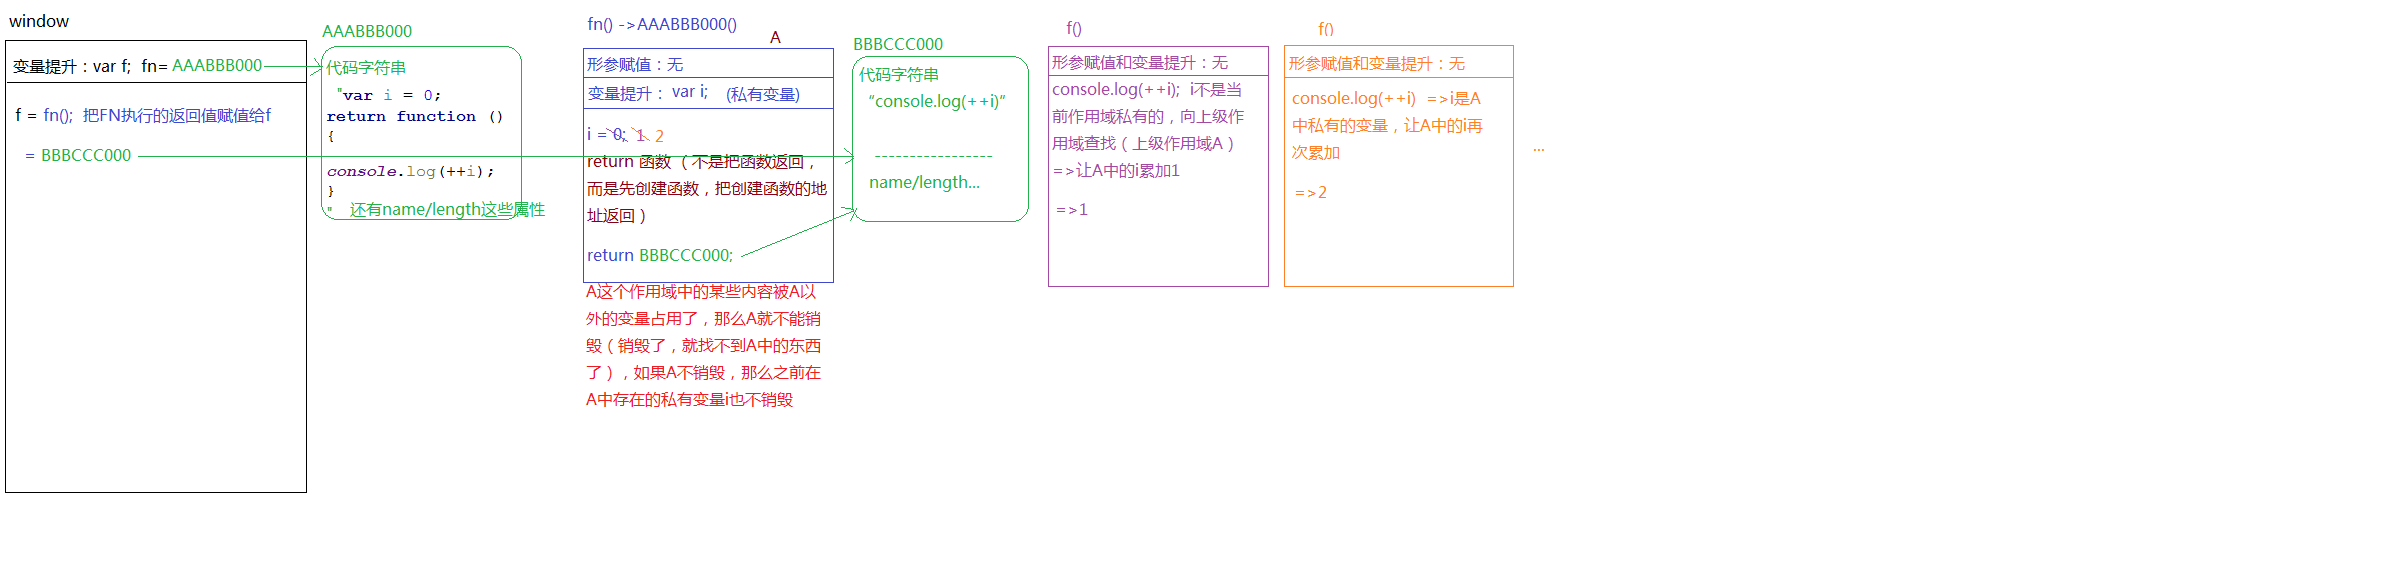 window
变量提升：var f;  fn= AAABBB000
f = fn();  把FN执行的返回值赋值给f
= BBBCCC000
AAABBB000
代码字符串
"var i = 0;
return function ()
{
console.log(++i);
}
"    还有name/length这些属性
fn() ->AAABBB000()
A
形参赋值：无
变量提升： var i;    (私有变量)
i = 0;  1  2
return 函数（不是把函数返回，
而是先创建函数，把创建函数的地
址返回）
return BBBCCC000;
A这个作用域中的某些内容被A以
外的变量占用了，那么A就不能销
毁（销毁了，就找不到A中的东西
了），如果A不销毁，那么之前在
A中存在的私有变量i也不销毁
BBBCCC000
代码字符串
“console.log(++i)”
------------------
name/length...
f()
形参赋值和变量提升：无
console.log(++i);  i不是当
前作用域私有的，向上级作
用域查找（上级作用域A）
=>让A中的i累加1
=>1
f()
形参赋值和变量提升：无
console.log(++i)  =>i是A
中私有的变量，让A中的i再
次累加
=>2
...